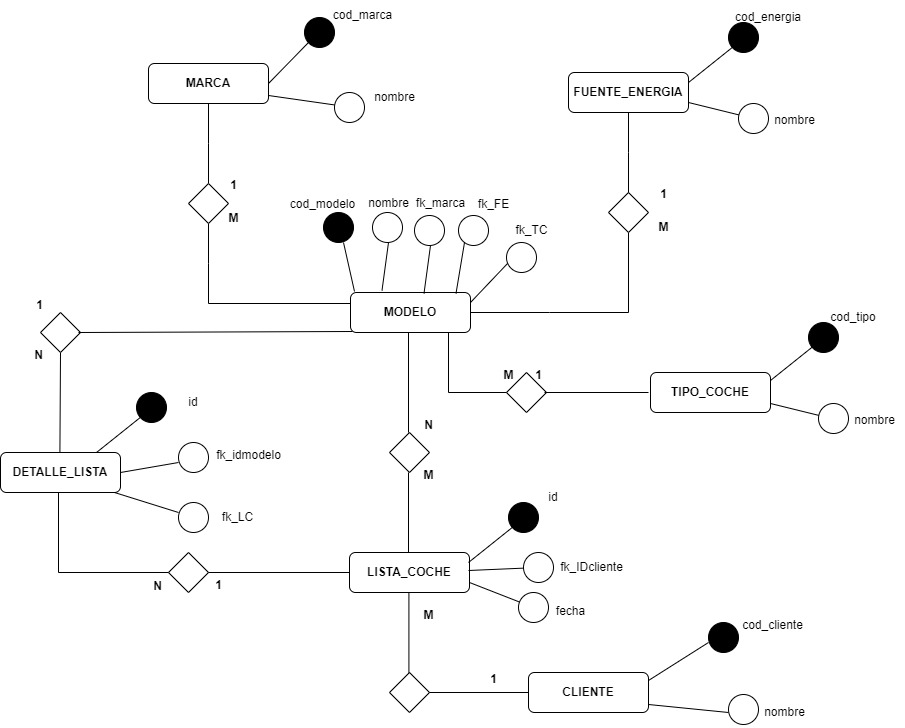 cod_marca
MARCA
nombre
cod_energia
FUENTE_ENERGIA
nombre
1
M
1
M
cod_modelo
nombre
fk_marca
fk_FE
fk_TC
MODELO
1
N
cod_tipo
M
1
TIPO_COCHE
nombre
id
N
M
DETALLE_LISTA
fk_idmodelo
fk_LC
id
N
1
LISTA_COCHE
fk_IDcliente
fecha
M
cod_cliente
1
CLIENTE
nombre